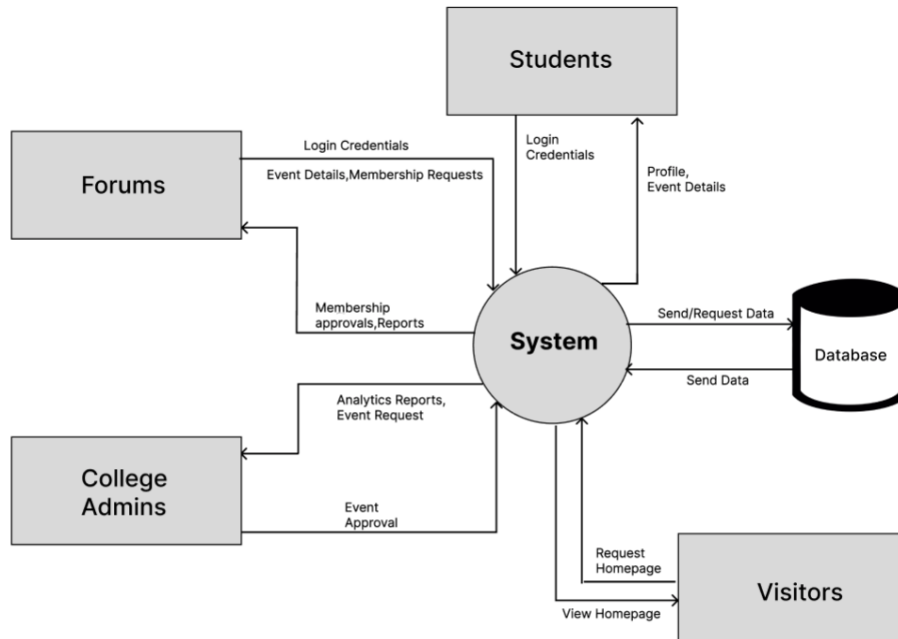 Students
Forums
Login Credentials
Event Details,Membership Requests
Login
Credentials
Profile,
Event Details
Membership
approvals,Reports
System
Send/Request Data
Database
Send Data
Analytics Reports,
Event Request
College
Admins
Event
Approval
Request
Homepage
View Homepage
Visitors